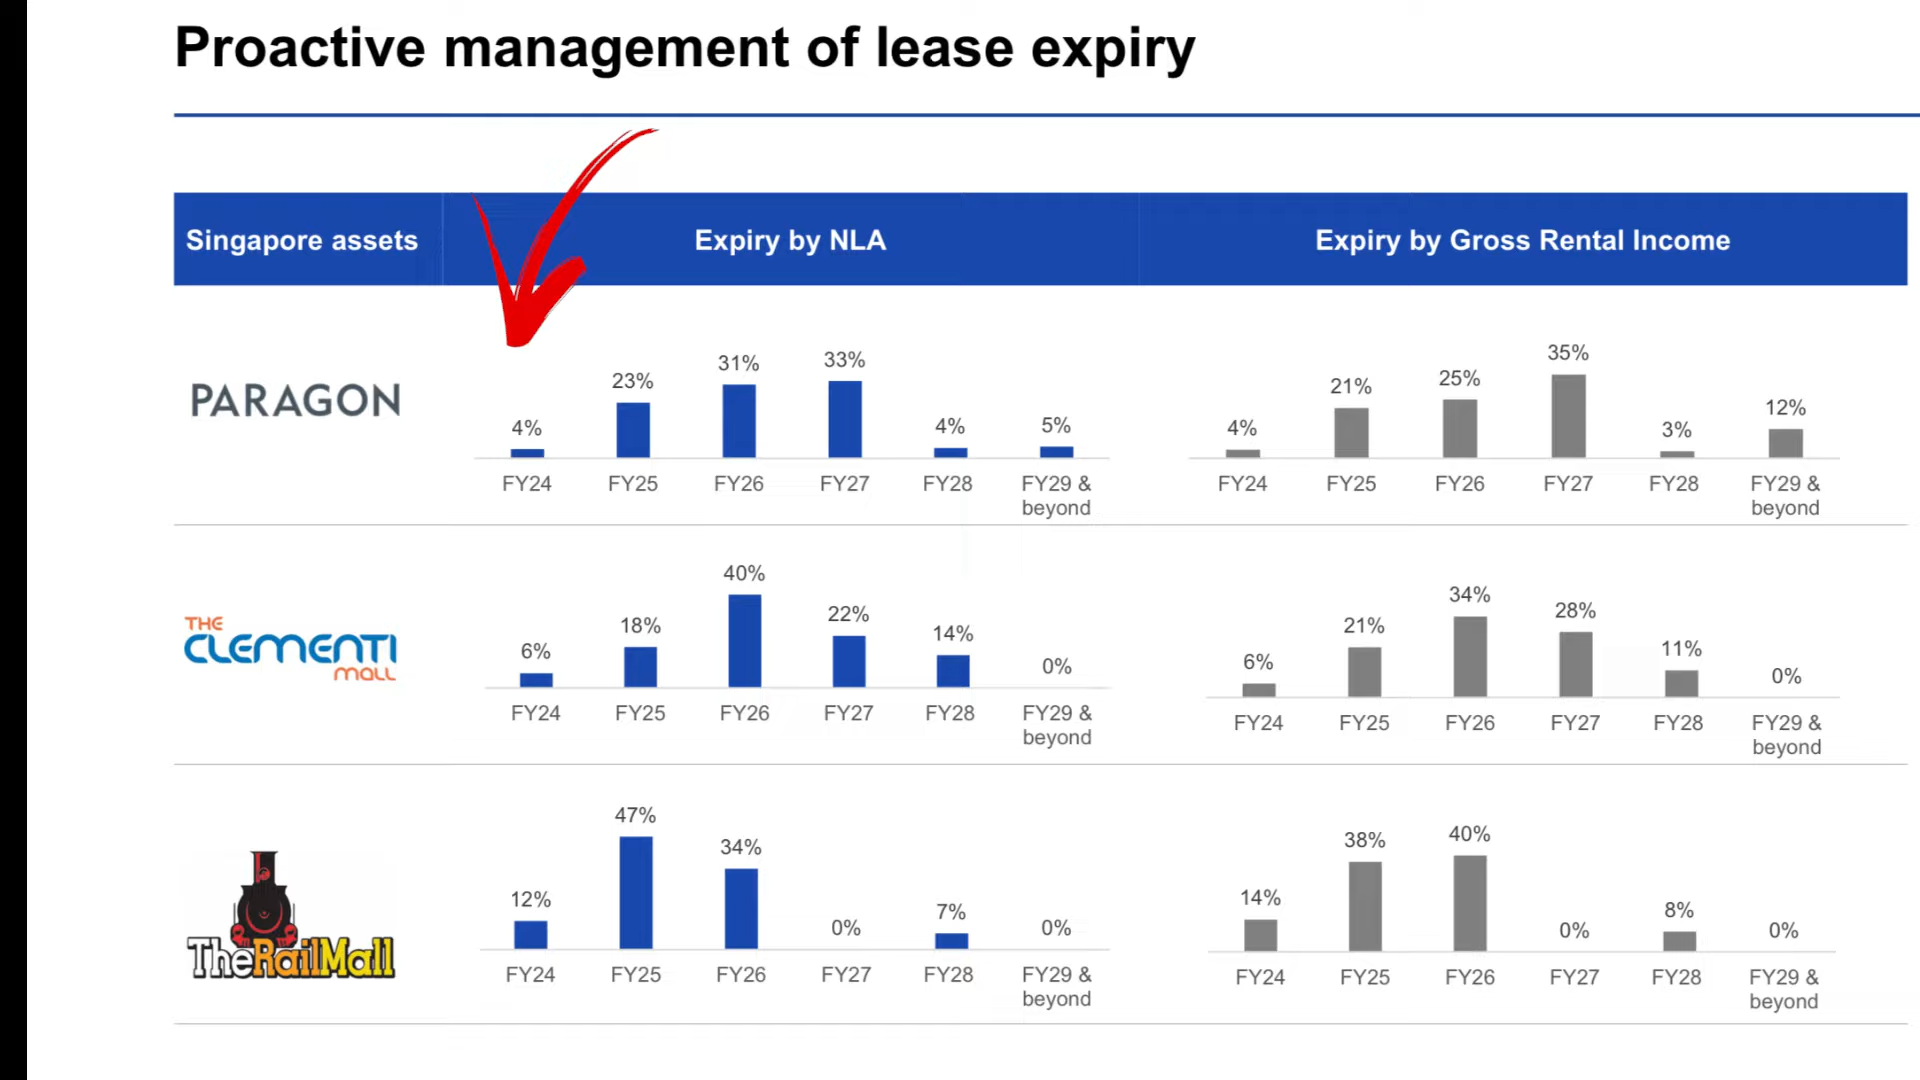 Proactive management of lease expiry
Singapore assets
Expiry by NLA
Expiry by Gross Rental Income
PARAGON
4%
23%
31%
33%
4%
5%
FY24
FY25
FY26
FY27
FY28
FY29 &
beyond
4%
21%
25%
35%
3%
12%
FY24
FY25
FY26
FY27
FY28
FY29 &
beyond
THE
CLEMENTI
MALL
6%
18%
40%
22%
14%
0%
FY24
FY25
FY26
FY27
FY28
FY29 &
beyond
6%
21%
34%
28%
11%
0%
FY24
FY25
FY26
FY27
FY28
FY29 &
beyond
TheRailMall
12%
47%
34%
0%
7%
0%
FY24
FY25
FY26
FY27
FY28
FY29 &
beyond
14%
38%
40%
0%
8%
0%
FY24
FY25
FY26
FY27
FY28
FY29 &
beyond